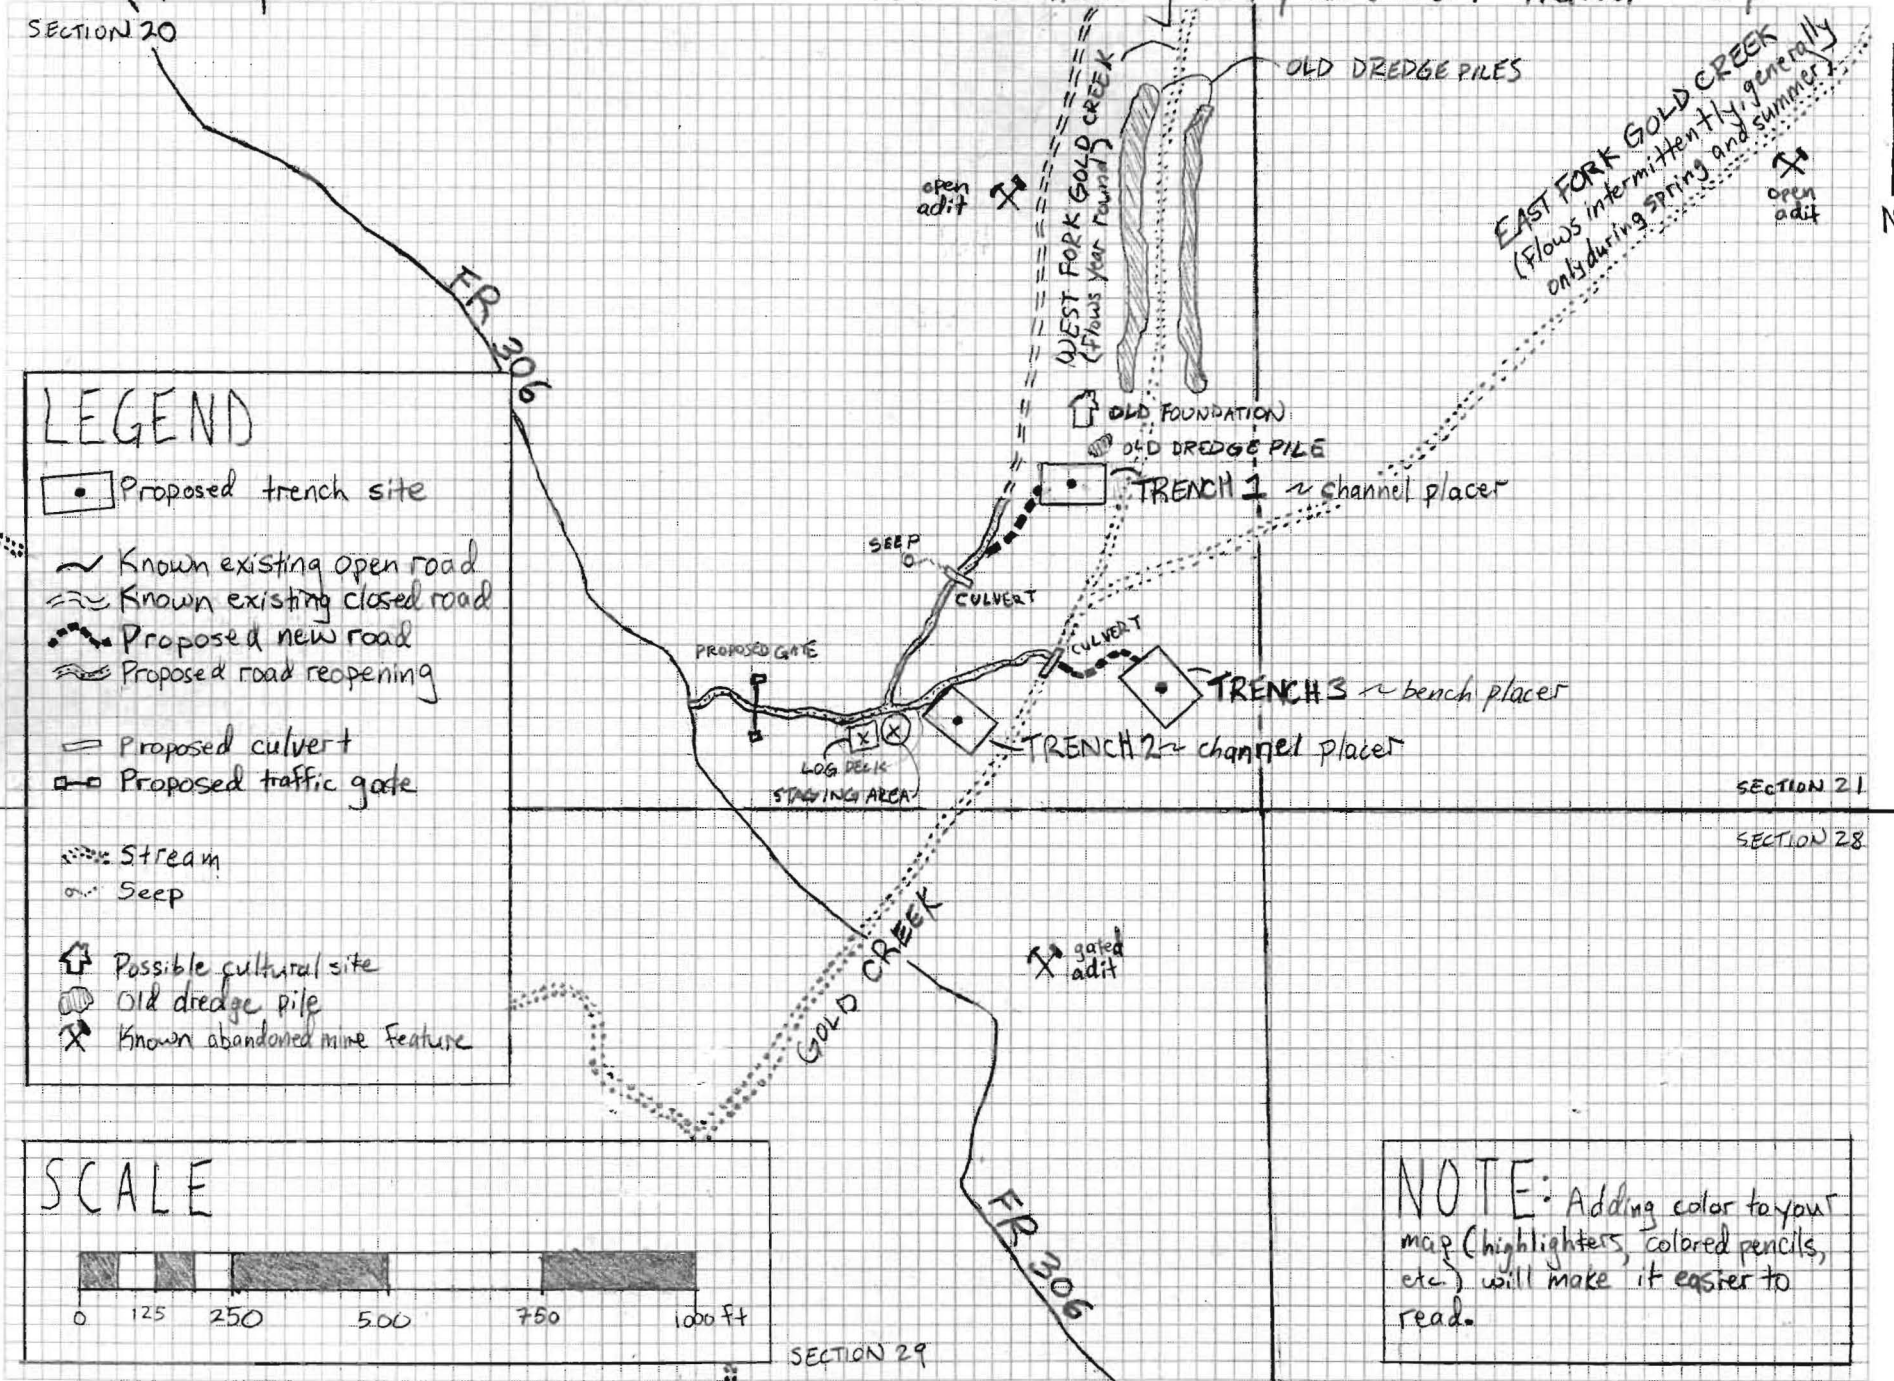 SECTION 20
OLD DREDGE PILES
WEST FORK GOLD CREEK
(Flows year round)
EAST FORK GOLD CREEK
(Flows intermittently, generally
only during spring and summer)
open
adit
open
adit
N
FR 306
OLD FOUNDATION
OLD DREDGE PILE
TRENCH 1 ~ channel placer
SEEP
CULVERT
CULVERT
PROPOSED GATE
TRENCH 3 ~ bench placer
TRENCH 2 ~ channel placer
LOG DECK
STAGING AREA
SECTION 21
SECTION 28
GOLD CREEK
gated
adit
FR 306
SECTION 29
LEGEND
Proposed trench site
Known existing open road
Known existing closed road
Proposed new road
Proposed road reopening
Proposed culvert
Proposed traffic gate
Stream
Seep
Possible cultural site
Old dredge pile
Known abandoned mine feature
SCALE
0 125 250 500 750 1000 ft
NOTE: Adding color to your
map (highlighters, colored pencils,
etc) will make it easier to
read.